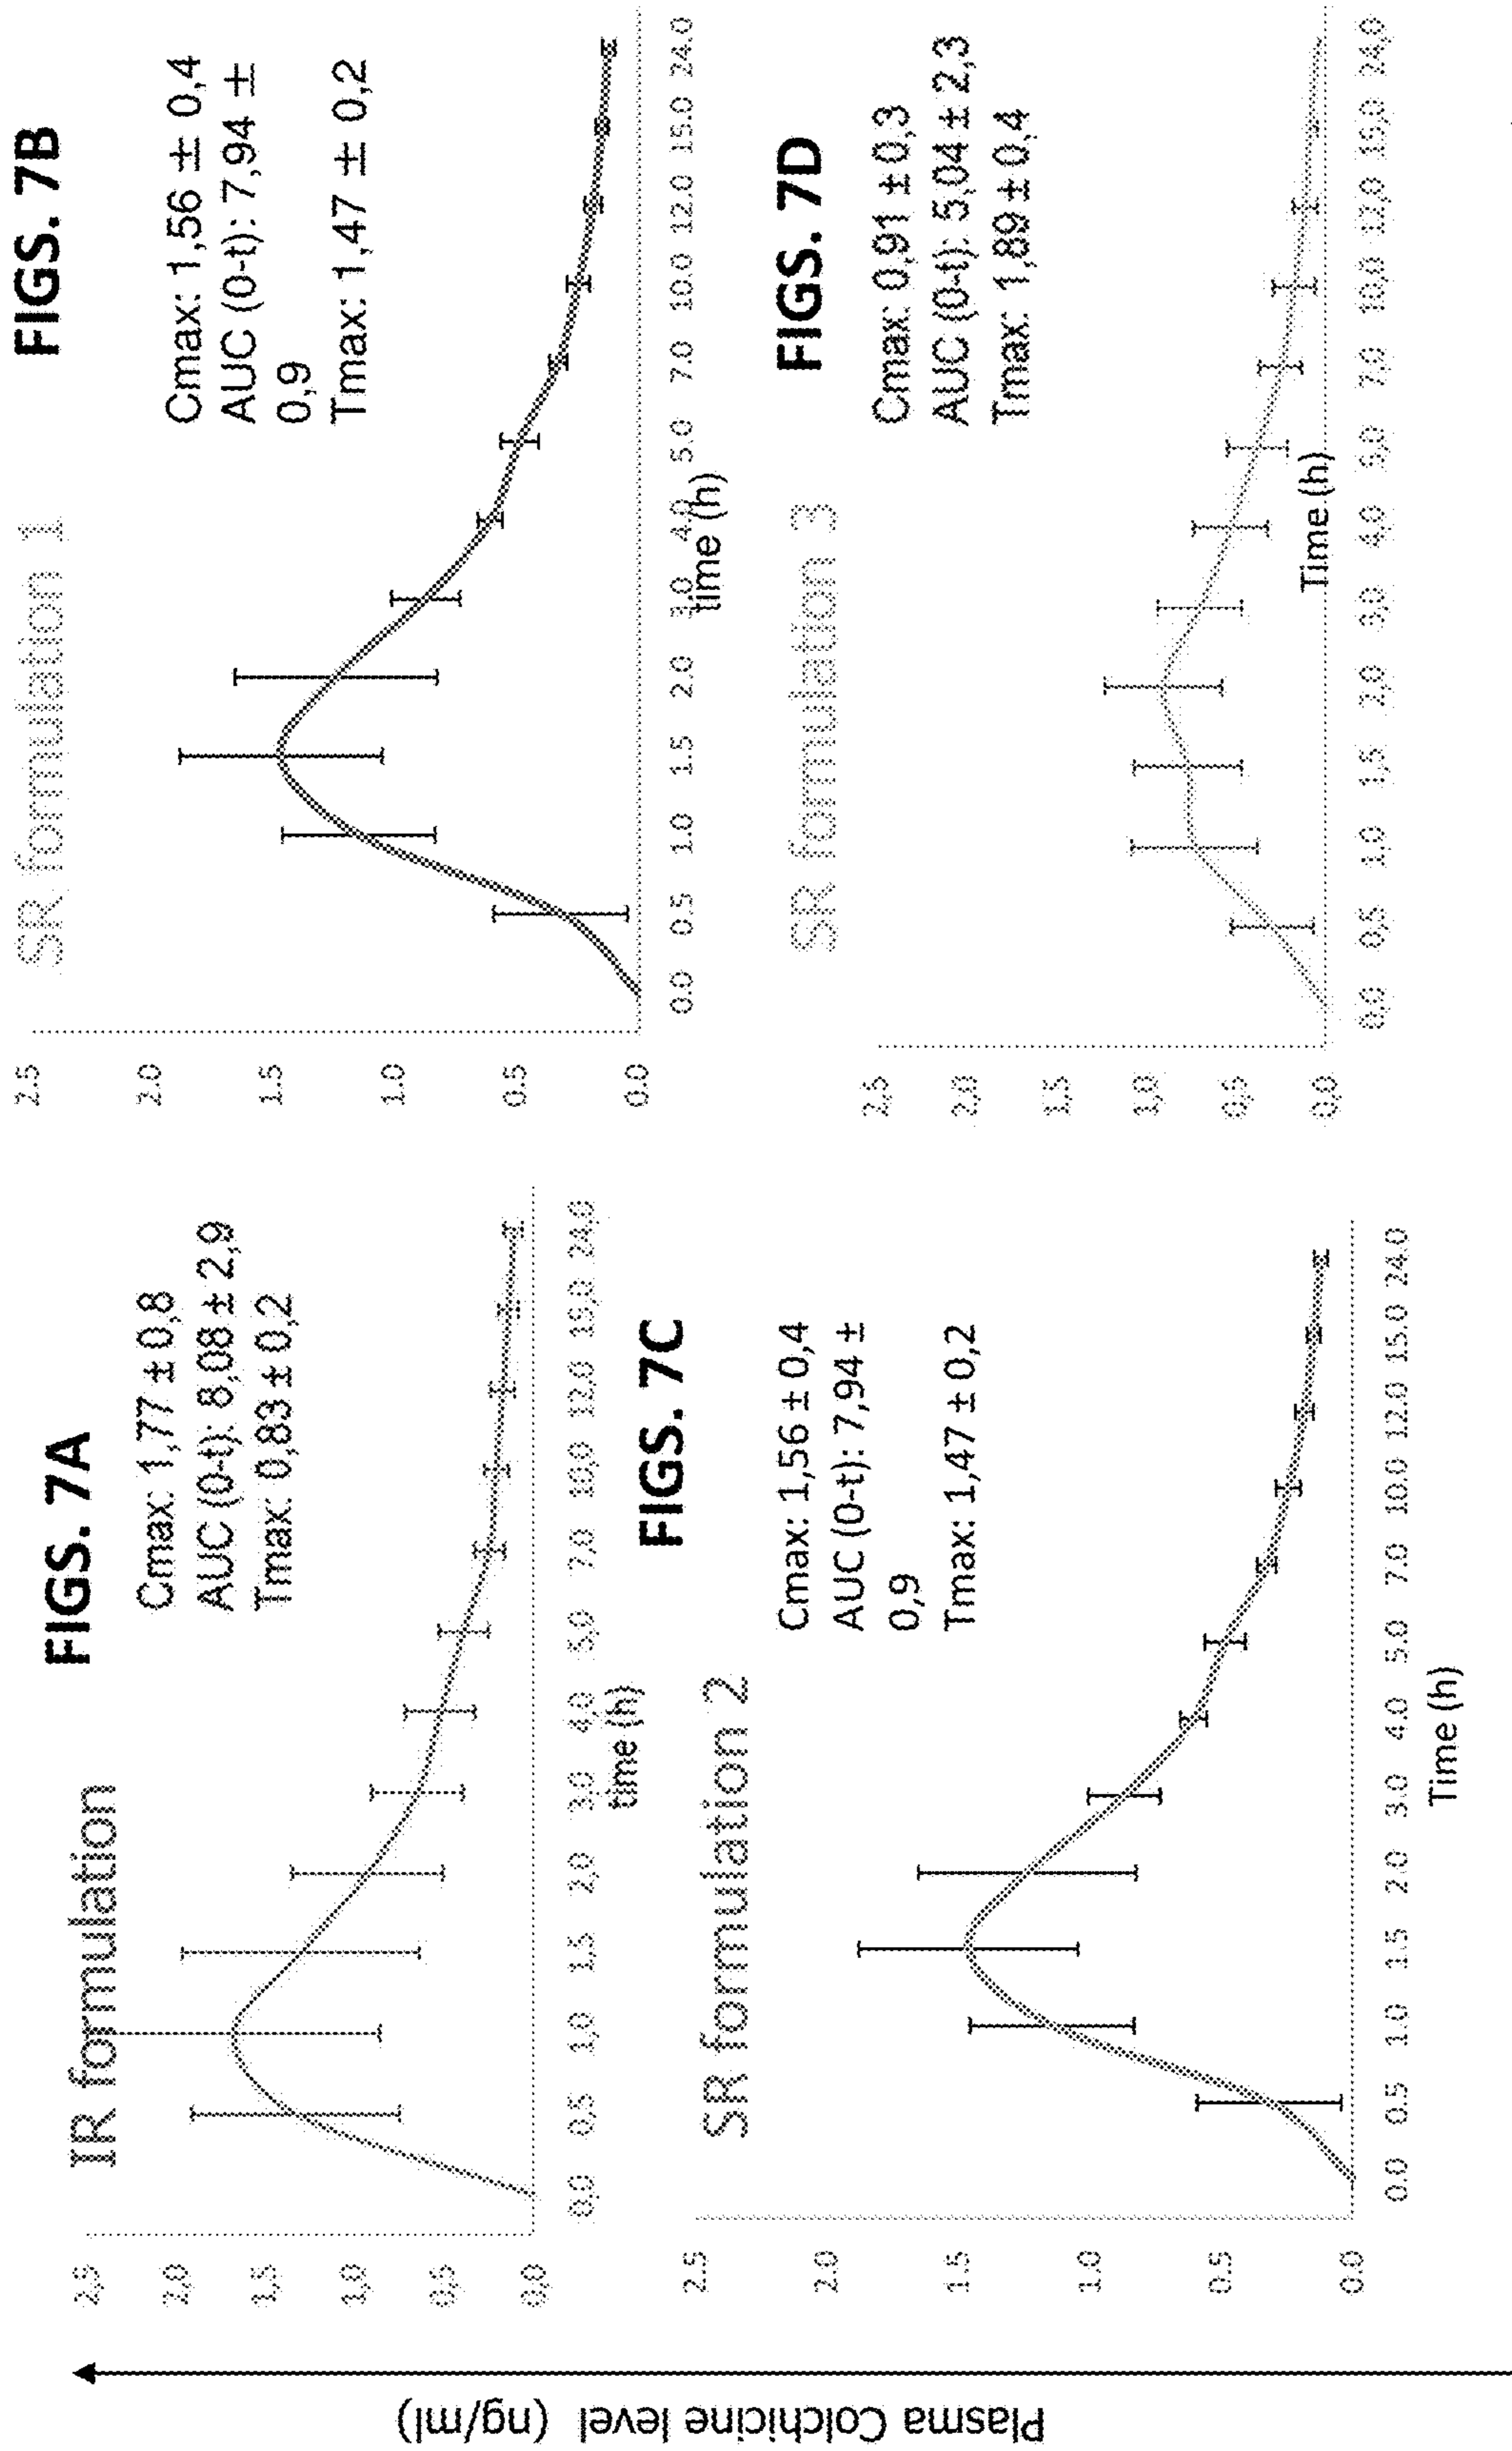 Plasma Colchicine level (ng/ml)
FIGS. 7A
IR formulation
Cmax: 1,77 ± 0,8
AUC (0-t): 8,08 ± 2,9
Tmax: 0,83 ± 0,2
2,5
2,0
1,5
1,0
0,5
0,0
0,0 0,5 1,0 1,5 2,0 3,0 4,0 5,0 7,0 10,0 12,0 15,0 24,0
time (h)
FIGS. 7B
SR formulation 1
Cmax: 1,56 ± 0,4
AUC (0-t): 7,94 ±
0,9
Tmax: 1,47 ± 0,2
2.5
2.0
1.5
1.0
0.5
0.0
0.0 0.5 1.0 1.5 2.0 3.0 4.0 5.0 7.0 10.0 12.0 15.0 24.0
time (h)
FIGS. 7C
SR formulation 2
Cmax: 1,56 ± 0,4
AUC (0-t): 7,94 ±
0,9
Tmax: 1,47 ± 0,2
2.5
2.0
1.5
1.0
0.5
0.0
0.0 0.5 1.0 1.5 2.0 3.0 4.0 5.0 7.0 10.0 12.0 15.0 24.0
Time (h)
FIGS. 7D
SR formulation 3
Cmax: 0,91 ± 0,3
AUC (0-t): 5,04 ± 2,3
Tmax: 1,89 ± 0,4
2,5
2,0
1,5
1,0
0,5
0,0
0,0 0,5 1,0 1,5 2,0 3,0 4,0 5,0 7,0 10,0 12,0 15,0 24,0
Time (h)